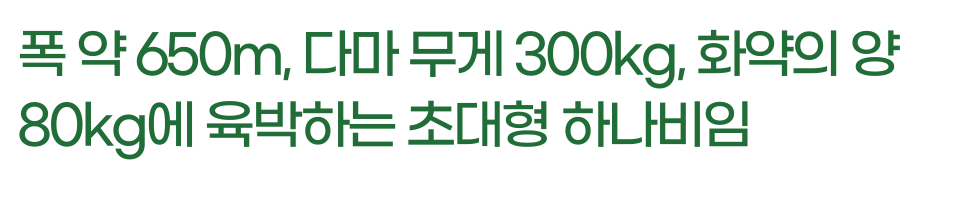 폭 약 650m, 다마 무게 300kg, 화약의 양
80kg에 육박하는 초대형 하나비임